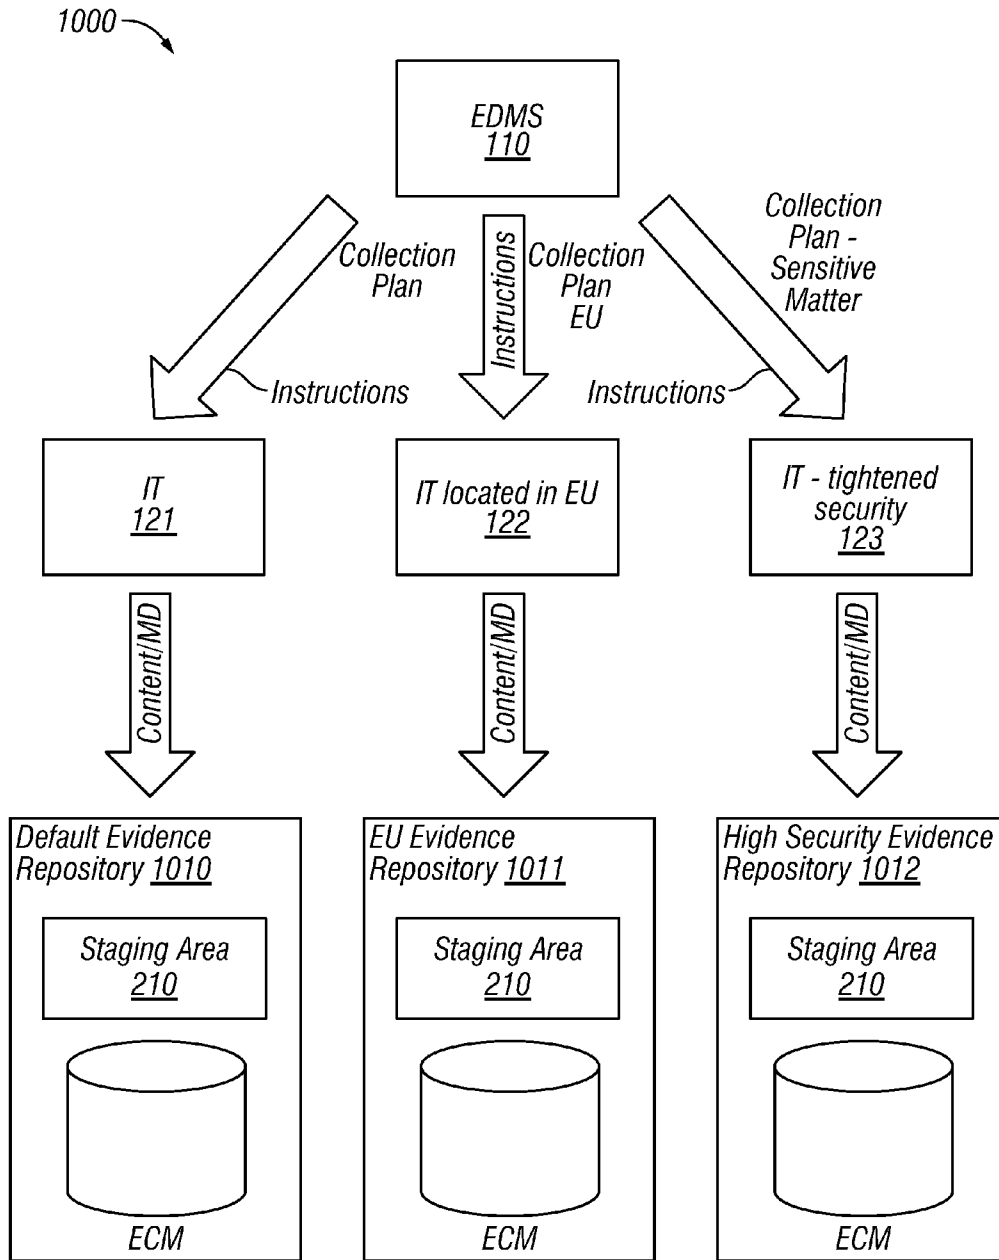 1000
EDMS
110
Collection
Plan
Instructions
Instructions
Collection
Plan
EU
Collection
Plan -
Sensitive
Matter
Instructions
IT
121
IT located in EU
122
IT - tightened
security
123
Content/MD
Content/MD
Content/MD
Default Evidence
Repository 1010
Staging Area
210
ECM
EU Evidence
Repository 1011
Staging Area
210
ECM
High Security Evidence
Repository 1012
Staging Area
210
ECM